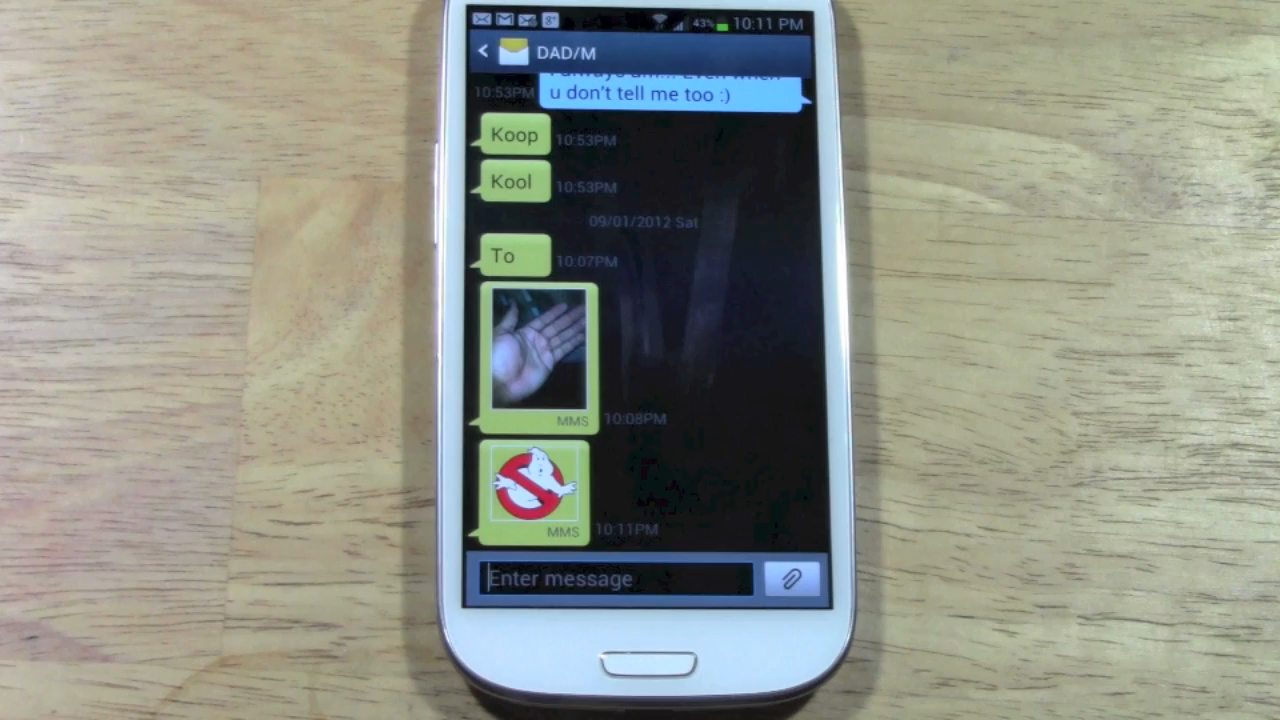 8+ 43% 10:11 PM
DAD/M
u don't tell me too :)
10:53PM
Koop 10:53PM
Kool 10:53PM
09/01/2012 Sat
To 10:07PM
MMS 10:08PM
MMS 10:11PM
Enter message